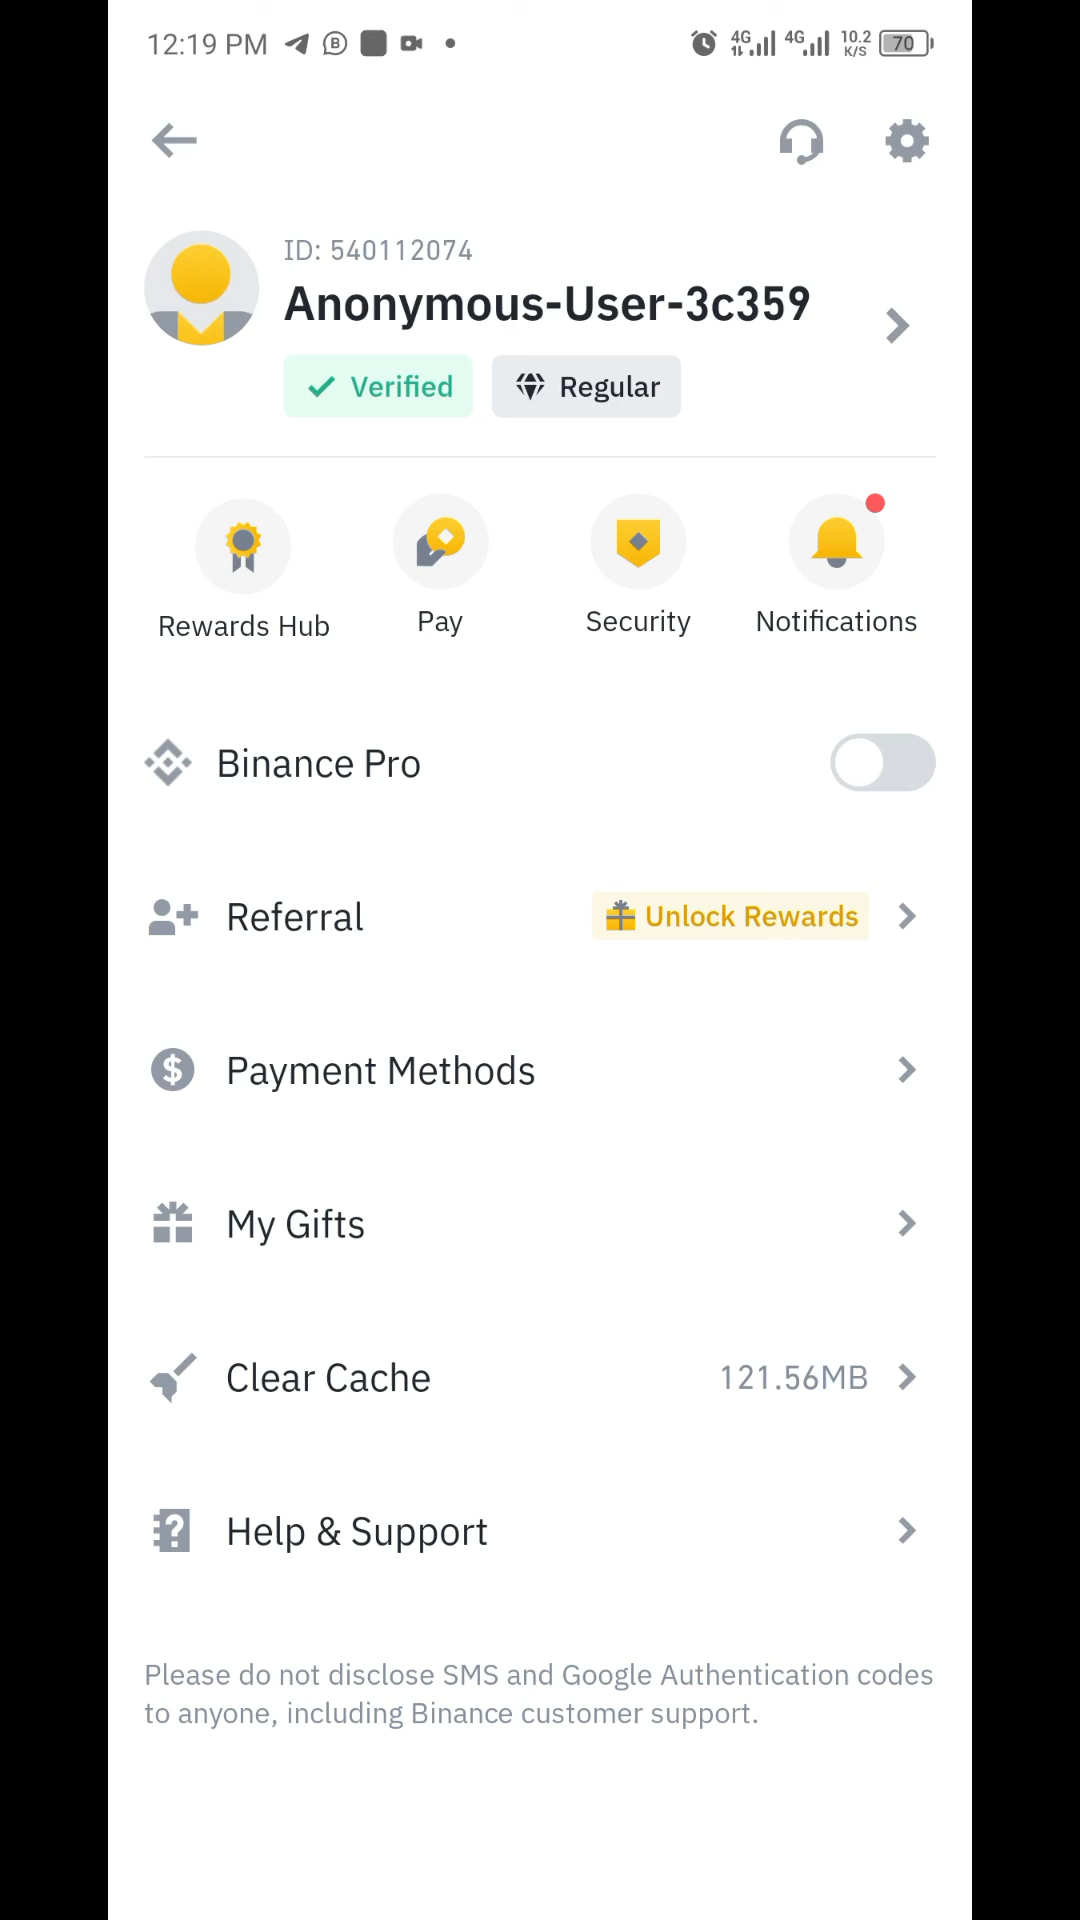 12:19 PM
4G
4G
10.2
K/S
70
ID: 540112074
Anonymous-User-3c359
Verified
Regular
Rewards Hub
Pay
Security
Notifications
Binance Pro
Referral
Unlock Rewards
Payment Methods
My Gifts
Clear Cache
121.56MB
Help & Support
Please do not disclose SMS and Google Authentication codes
to anyone, including Binance customer support.